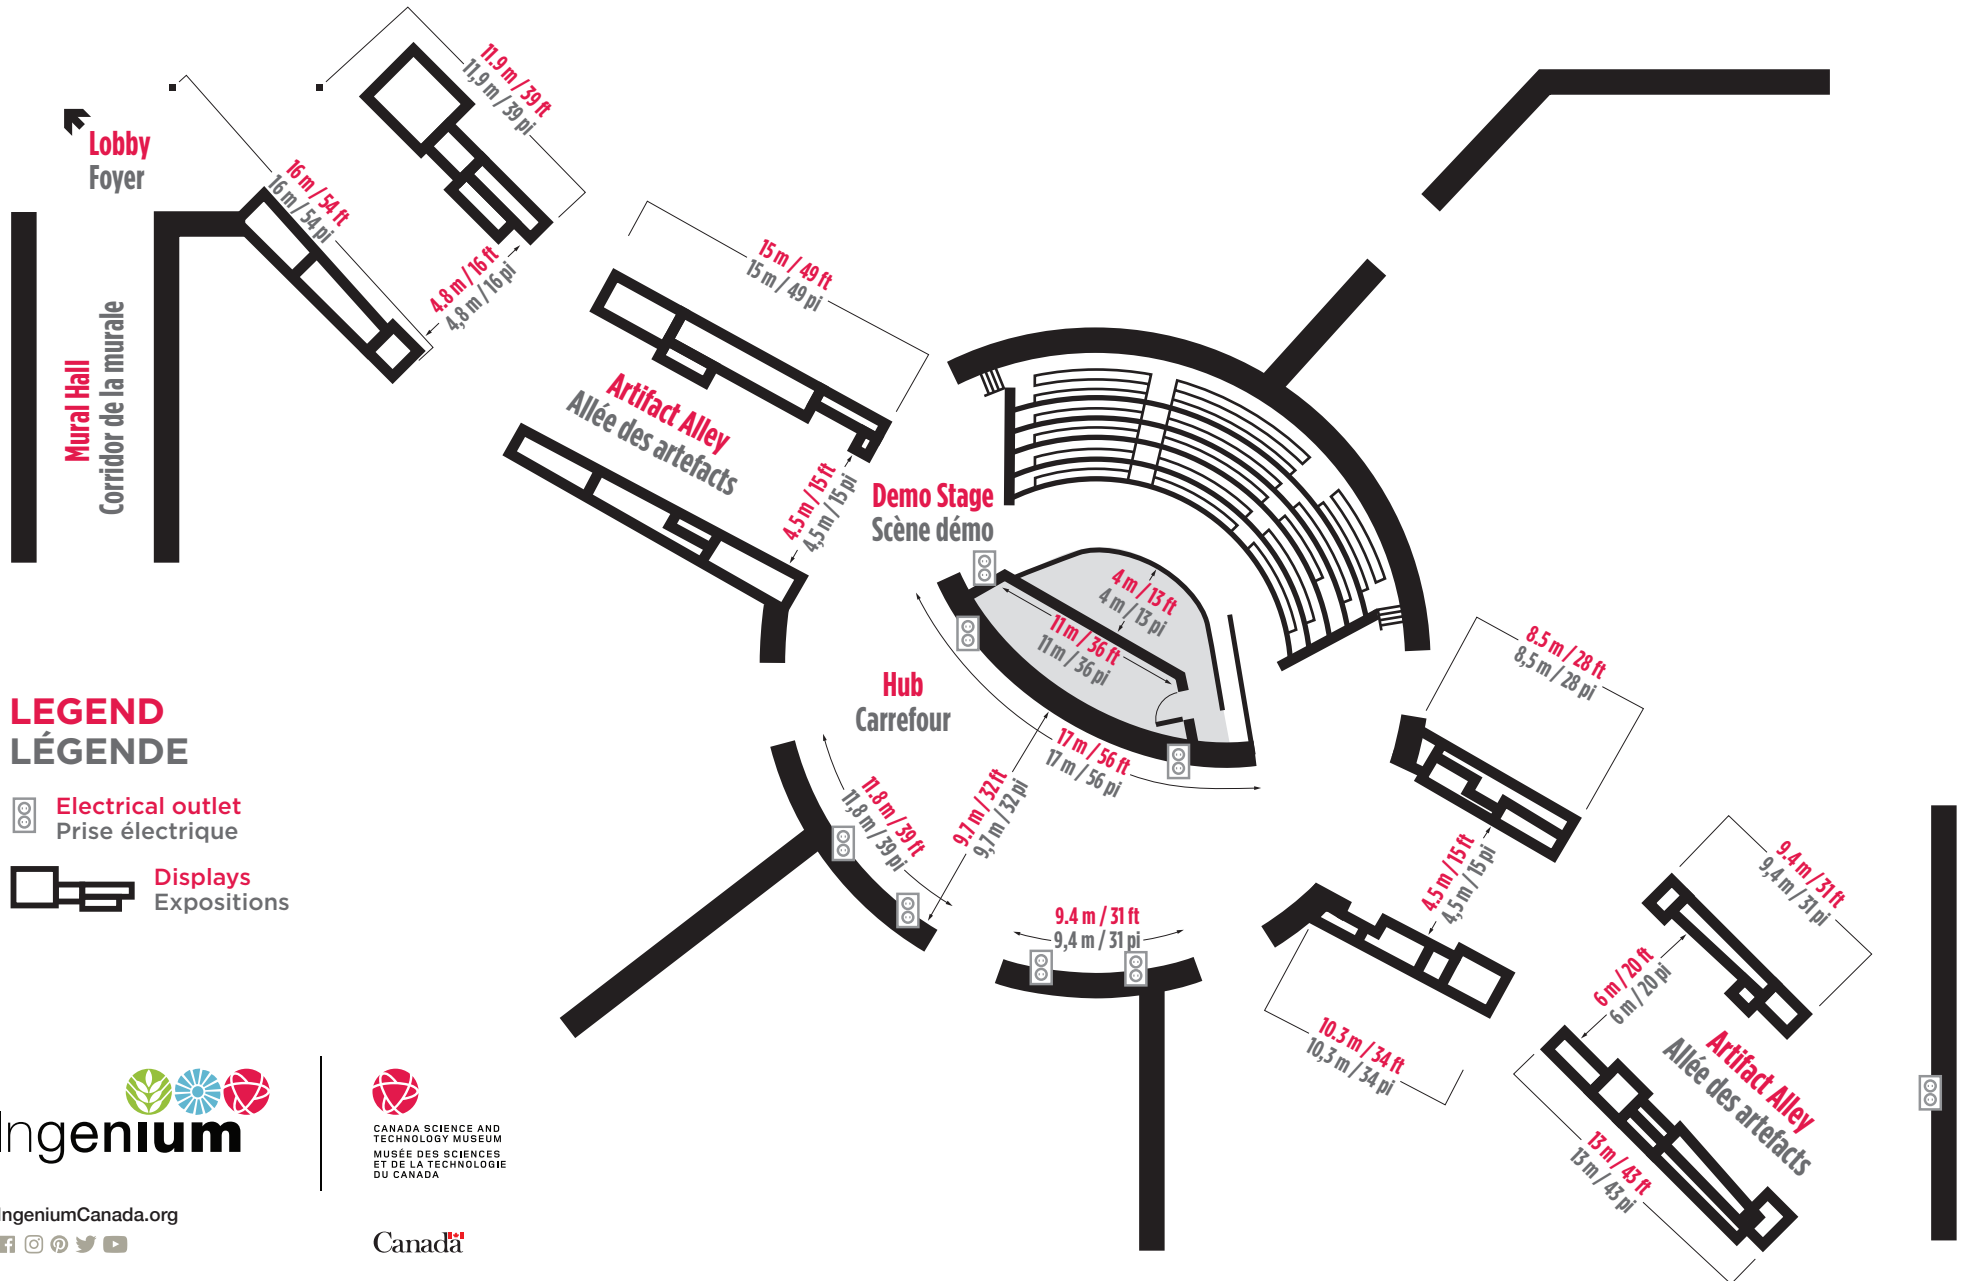 11.9 m / 39 ft
11,9 m / 39 pi
Lobby
Foyer
16 m / 54 ft
16 m / 54 pi
4.8 m / 16 ft
4,8 m / 16 pi
15 m / 49 ft
15 m / 49 pi
Mural Hall
Corridor de la murale
Artifact Alley
Allée des artefacts
4.5 m / 15 ft
4,5 m / 15 pi
Demo Stage
Scène démo
4 m / 13 ft
4 m / 13 pi
11 m / 36 ft
11 m / 36 pi
Hub
Carrefour
17 m / 56 ft
17 m / 56 pi
11.8 m / 39 ft
11,8 m / 39 pi
9.7 m / 32 ft
9,7 m / 32 pi
9.4 m / 31 ft
9,4 m / 31 pi
8.5 m / 28 ft
8,5 m / 28 pi
4.5 m / 15 ft
4,5 m / 15 pi
10.3 m / 34 ft
10,3 m / 34 pi
9.4 m / 31 ft
9,4 m / 31 pi
6 m / 20 ft
6 m / 20 pi
Artifact Alley
Allée des artefacts
13 m / 43 ft
13 m / 43 pi
LEGEND
LÉGENDE
Electrical outlet
Prise électrique
Displays
Expositions
Ingenium
IngeniumCanada.org
CANADA SCIENCE AND
TECHNOLOGY MUSEUM
MUSÉE DES SCIENCES
ET DE LA TECHNOLOGIE
DU CANADA
Canada